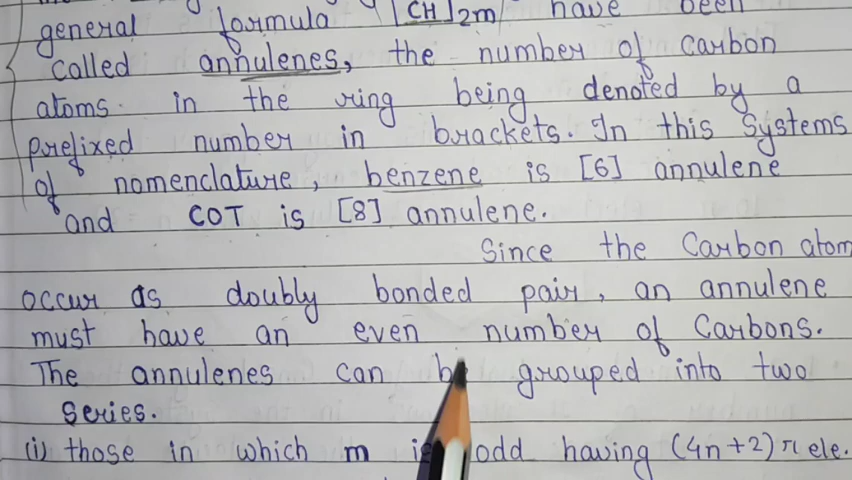 general formula [CH]2m have been
called annulenes, the number of carbon
atoms in the ring being denoted by a
prefixed number in brackets. In this systems
of nomenclature, benzene is [6] annulene
and COT is [8] annulene.
Since the Carbon atom
occur as doubly bonded pair, an annulene
must have an even number of Carbons.
The annulenes can be grouped into two
series.
(i) those in which m is odd having (4n+2) π ele.